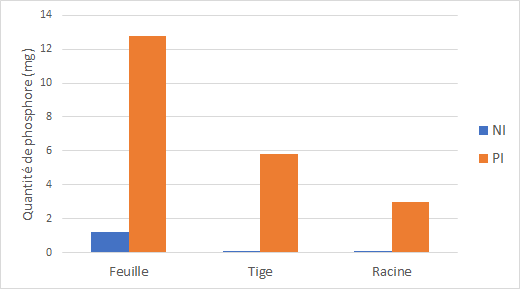 14
12
10
8
6
4
2
0
Quantité de phosphore (mg)
Feuille Tige Racine
NI
PI